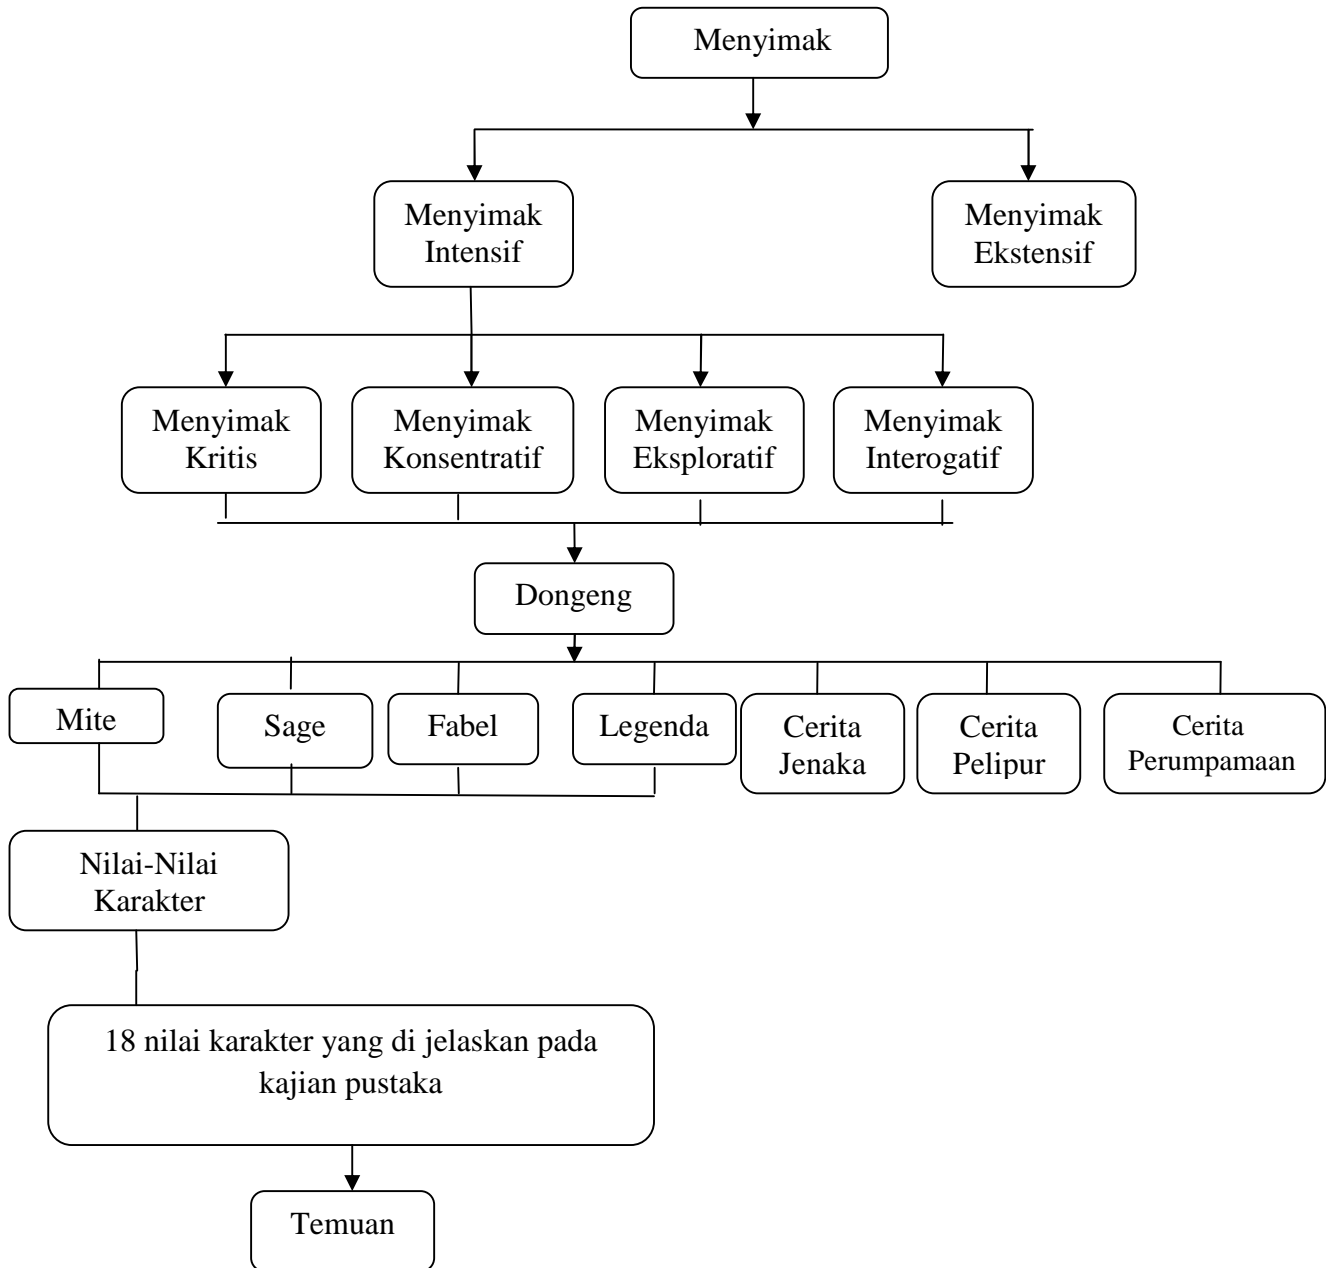 Menyimak
Menyimak
Intensif
Menyimak
Ekstensif
Menyimak
Kritis
Menyimak
Konsentratif
Menyimak
Eksploratif
Menyimak
Interogatif
Dongeng
Mite
Sage
Fabel
Legenda
Cerita
Jenaka
Cerita
Pelipur
Cerita
Perumpamaan
Nilai-Nilai
Karakter
18 nilai karakter yang di jelaskan pada
kajian pustaka
Temuan